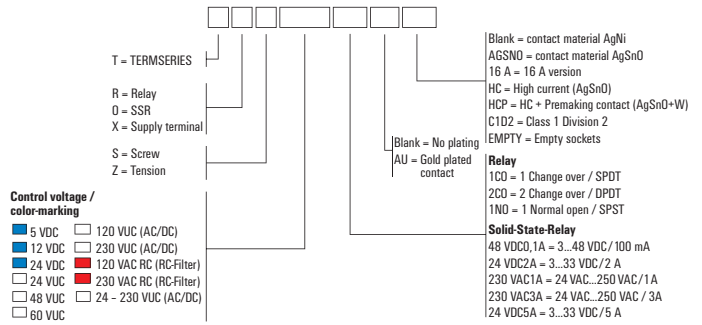 T = TERMSERIES
R = Relay
O = SSR
X = Supply terminal
S = Screw
Z = Tension
Control voltage /
color-marking
5 VDC
12 VDC
24 VDC
24 VUC
48 VUC
60 VUC
120 VUC (AC/DC)
230 VUC (AC/DC)
120 VAC RC (RC-Filter)
230 VAC RC (RC-Filter)
24 – 230 VUC (AC/DC)
Blank = No plating
AU = Gold plated
contact
Blank = contact material AgNi
AGSNO = contact material AgSnO
16 A = 16 A version
HC = High current (AgSnO)
HCP = HC + Premaking contact (AgSnO+W)
C1D2 = Class 1 Division 2
EMPTY = Empty sockets
Relay
1CO = 1 Change over / SPDT
2CO = 2 Change over / DPDT
1NO = 1 Normal open / SPST
Solid-State-Relay
48 VDC0,1A = 3...48 VDC/100 mA
24 VDC2A = 3...33 VDC/2 A
230 VAC1A = 24 VAC...250 VAC/1 A
230 VAC3A = 24 VAC...250 VAC / 3A
24 VDC5A = 3...33 VDC/5 A